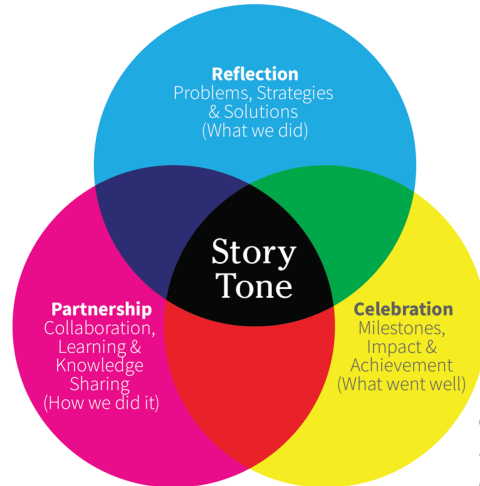 Reflection
Problems, Strategies
& Solutions
(What we did)
Story
Tone
Partnership
Collaboration,
Learning &
Knowledge
Sharing
(How we did it)
Celebration
Milestones,
Impact &
Achievement
(What went well)